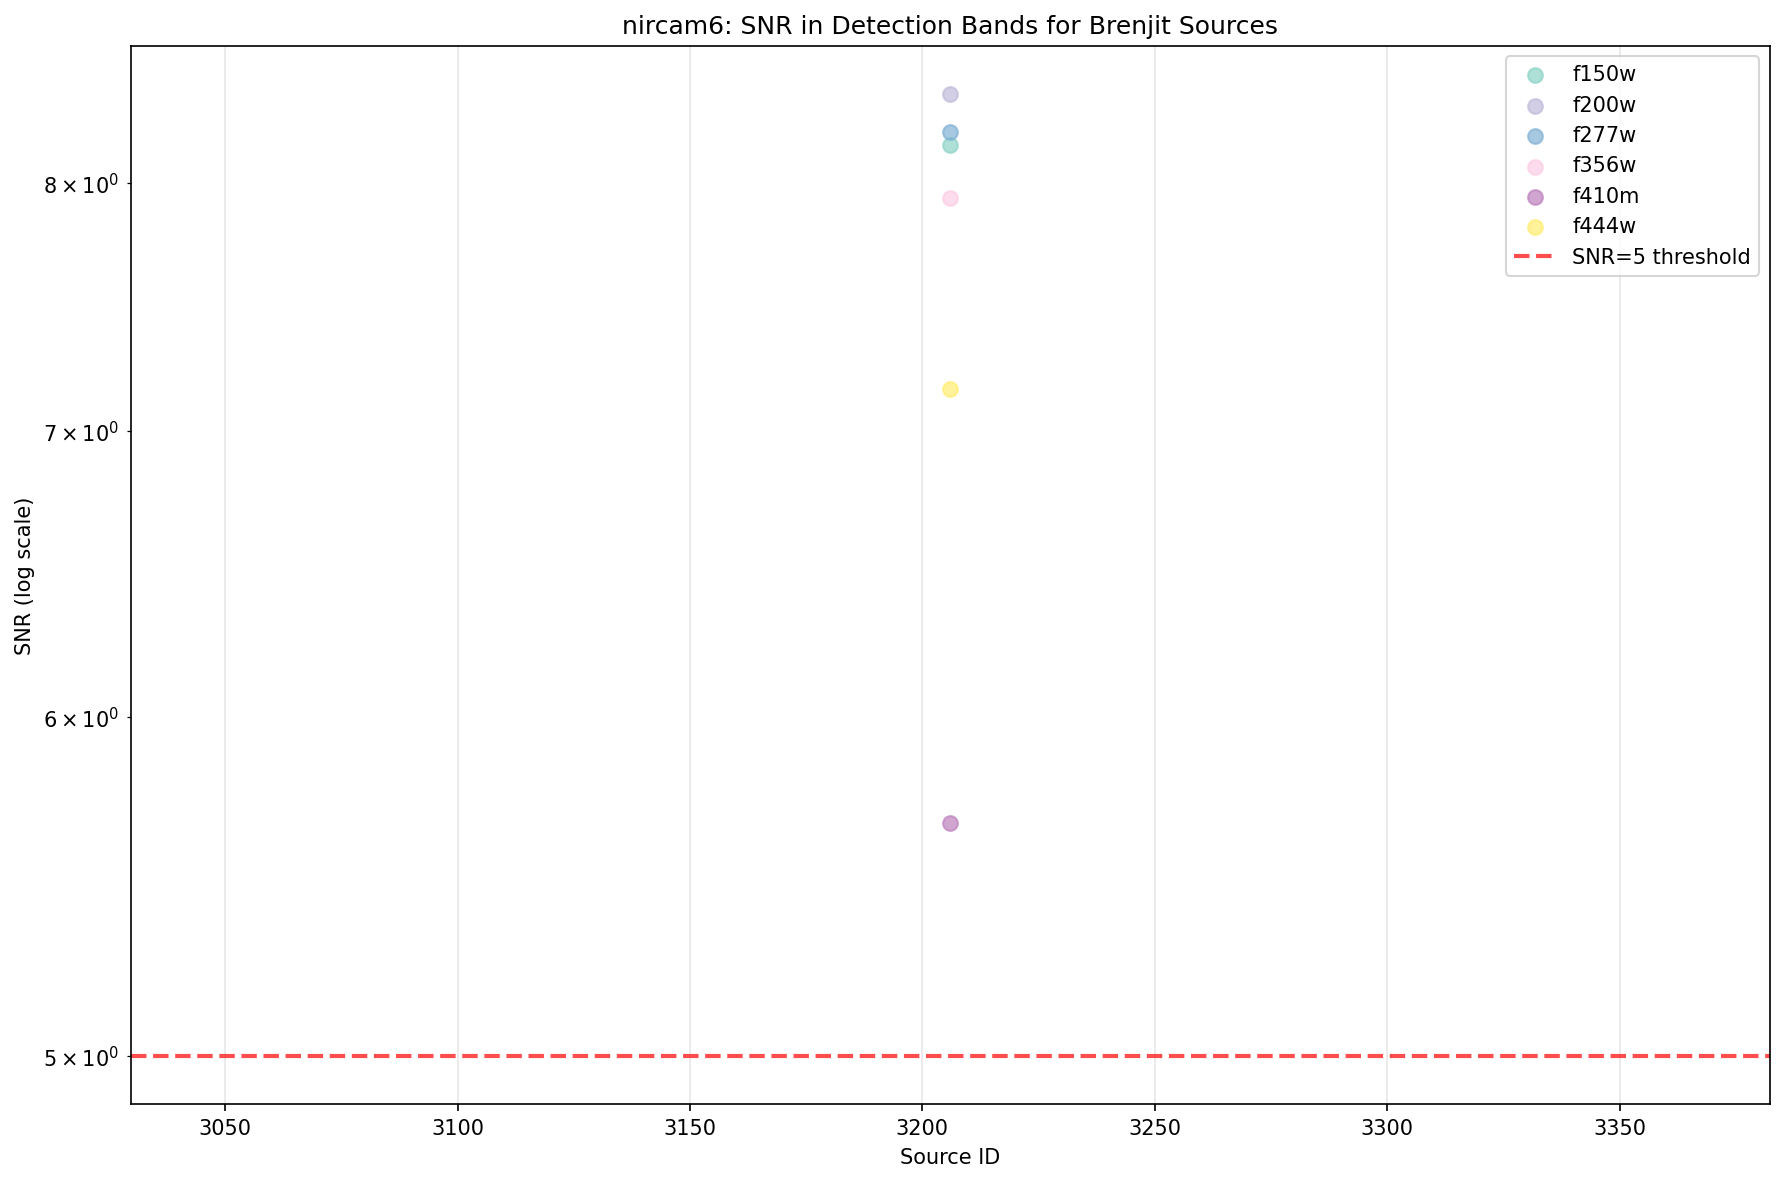 nircam6: SNR in Detection Bands for Brenjit Sources
f150w
f200w
f277w
f356w
f410m
f444w
SNR=5 threshold
SNR (log scale)
8 × 10⁰
7 × 10⁰
6 × 10⁰
5 × 10⁰
3050 3100 3150 3200 3250 3300 3350
Source ID